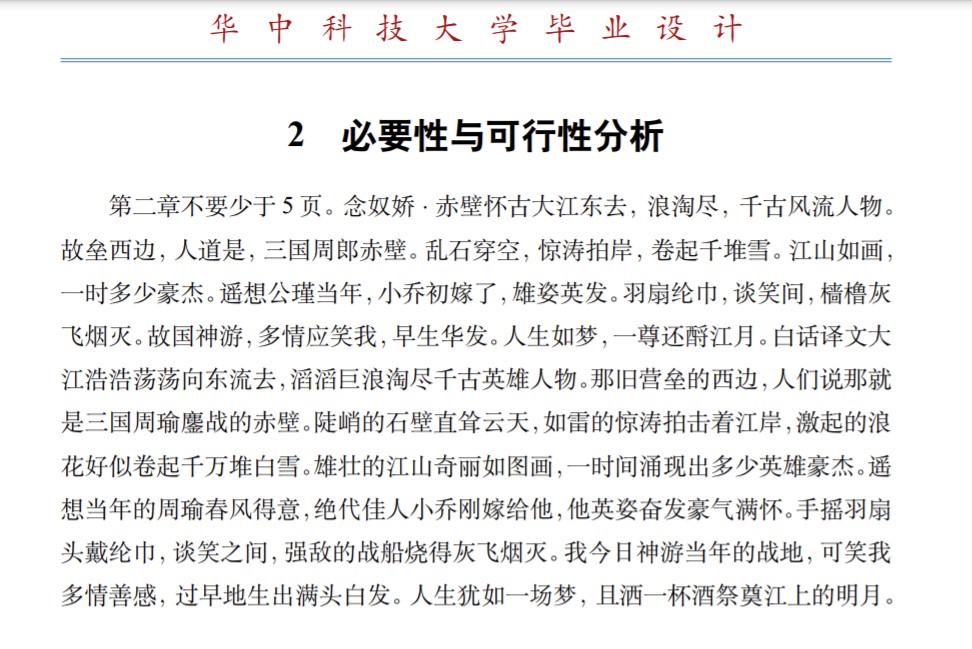 华中科技大学毕业设计
2 必要性与可行性分析
第二章不要少于 5 页。念奴娇 · 赤壁怀古大江东去，浪淘尽，千古风流人物。
故垒西边，人道是，三国周郎赤壁。乱石穿空，惊涛拍岸，卷起千堆雪。江山如画，
一时多少豪杰。遥想公瑾当年，小乔初嫁了，雄姿英发。羽扇纶巾，谈笑间，樯橹灰
飞烟灭。故国神游，多情应笑我，早生华发。人生如梦，一尊还酹江月。白话译文大
江浩浩荡荡向东流去，滔滔巨浪淘尽千古英雄人物。那旧营垒的西边，人们说那就
是三国周瑜鏖战的赤壁。陡峭的石壁直耸云天，如雷的惊涛拍击着江岸，激起的浪
花好似卷起千万堆白雪。雄壮的江山奇丽如图画，一时间涌现出多少英雄豪杰。遥
想当年的周瑜春风得意，绝代佳人小乔刚嫁给他，他英姿奋发豪气满怀。手摇羽扇
头戴纶巾，谈笑之间，强敌的战船烧得灰飞烟灭。我今日神游当年的战地，可笑我
多情善感，过早地生出满头白发。人生犹如一场梦，且洒一杯酒祭奠江上的明月。